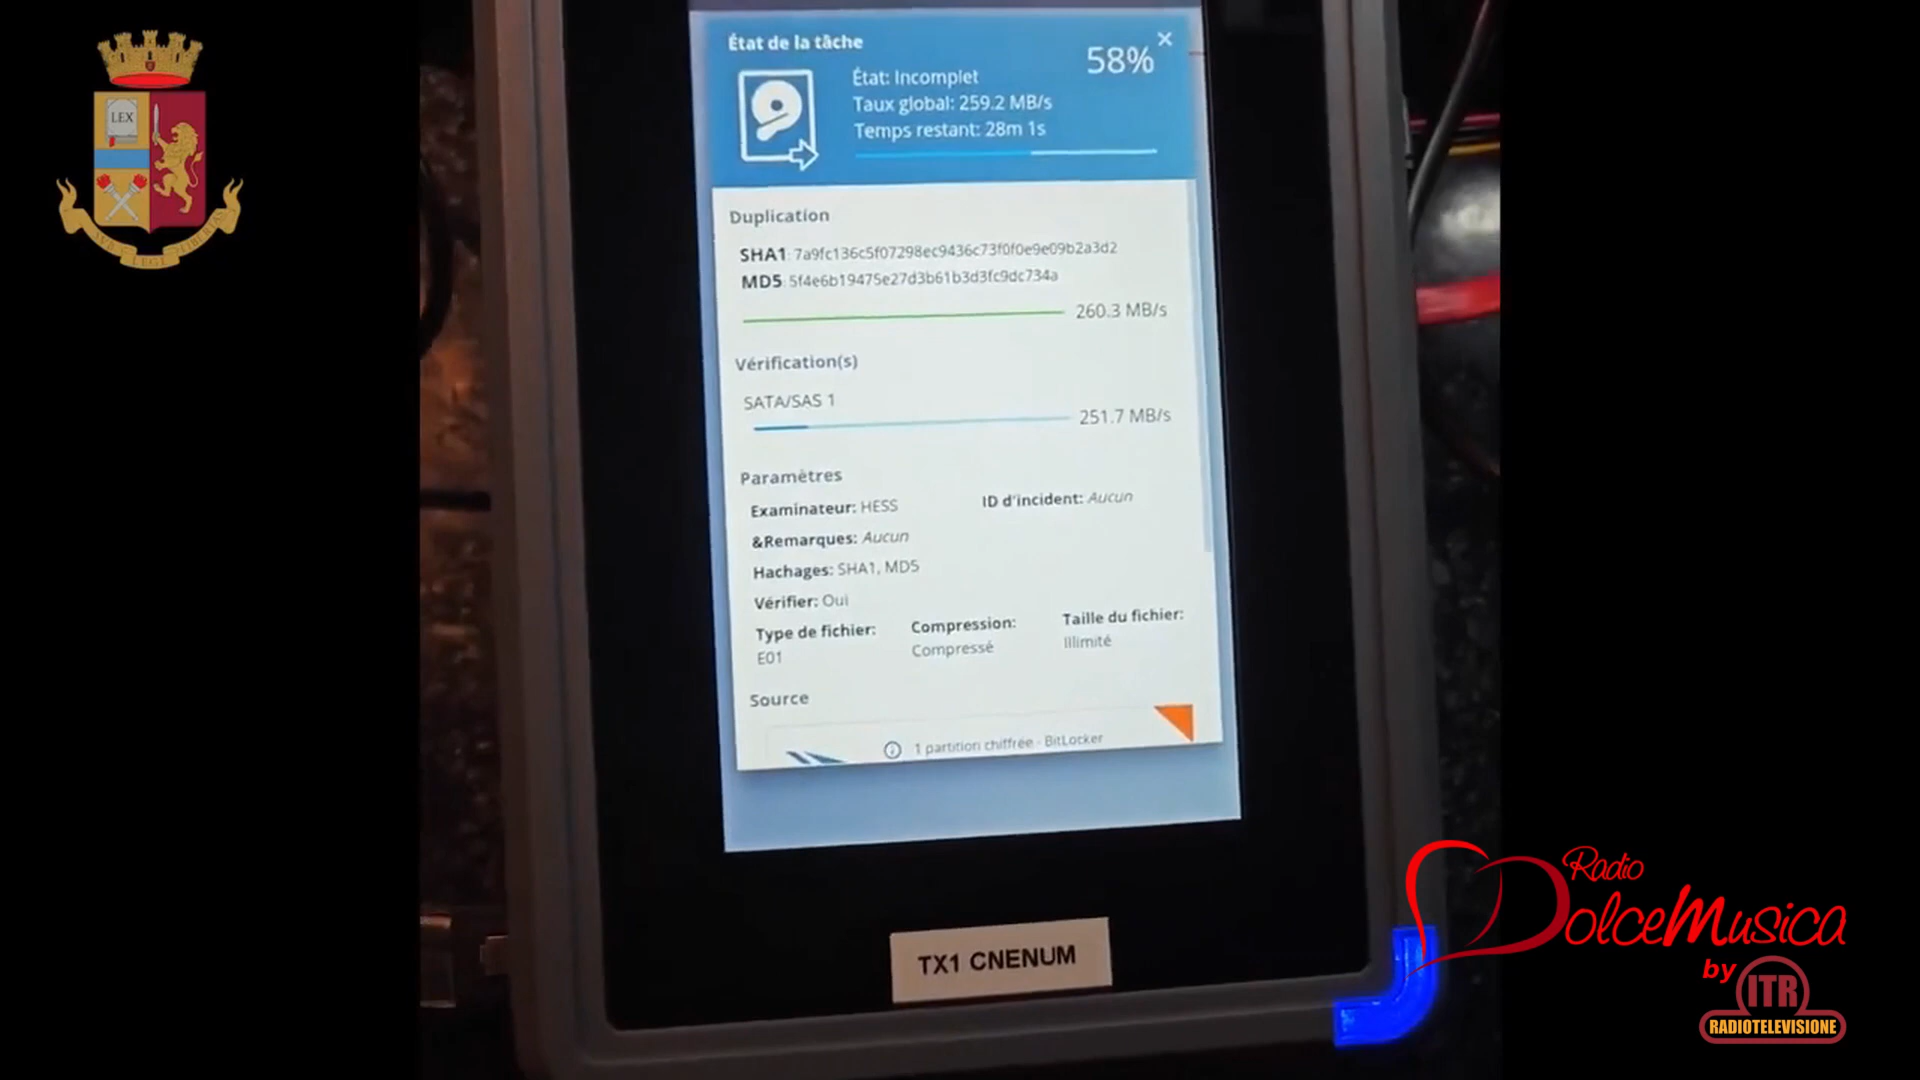 LEX
SVB LEGE LIBERTAS
État de la tâche
58%
État: Incomplet
Taux global: 259.2 MB/s
Temps restant: 28m 1s
Duplication
SHA1: 7a9fc136c5f07298ec9436c73f0f0e9e09b2a3d2
MD5: 5f4e6b19475e27d3b61b3d3fc9dc734a
260.3 MB/s
Vérification(s)
SATA/SAS 1
251.7 MB/s
Paramètres
Examinateur: HESS
ID d'incident: Aucun
&Remarques: Aucun
Hachages: SHA1, MD5
Vérifier: Oui
Type de fichier:
E01
Compression:
Compressé
Taille du fichier:
Illimité
Source
1 partition chiffrée - BitLocker
TX1 CNENUM
Radio
DolceMusica
by
ITR
RADIOTELEVISIONE